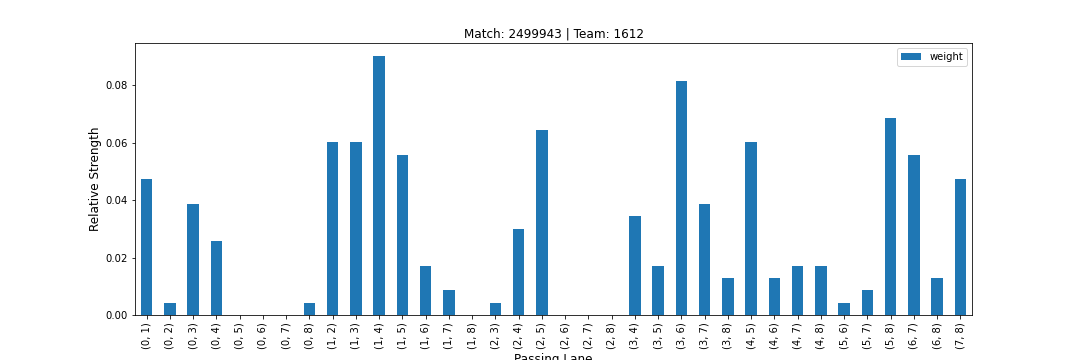 Match: 2499943 | Team: 1612
weight
Relative Strength
0.08
0.06
0.04
0.02
0.00
(0, 1) (0, 2) (0, 3) (0, 4) (0, 5) (0, 6) (0, 7) (0, 8) (1, 2) (1, 3) (1, 4) (1, 5) (1, 6) (1, 7) (1, 8) (2, 3) (2, 4) (2, 5) (2, 6) (2, 7) (2, 8) (3, 4) (3, 5) (3, 6) (3, 7) (3, 8) (4, 5) (4, 6) (4, 7) (4, 8) (5, 6) (5, 7) (5, 8) (6, 7) (6, 8) (7, 8)
Passing Lane